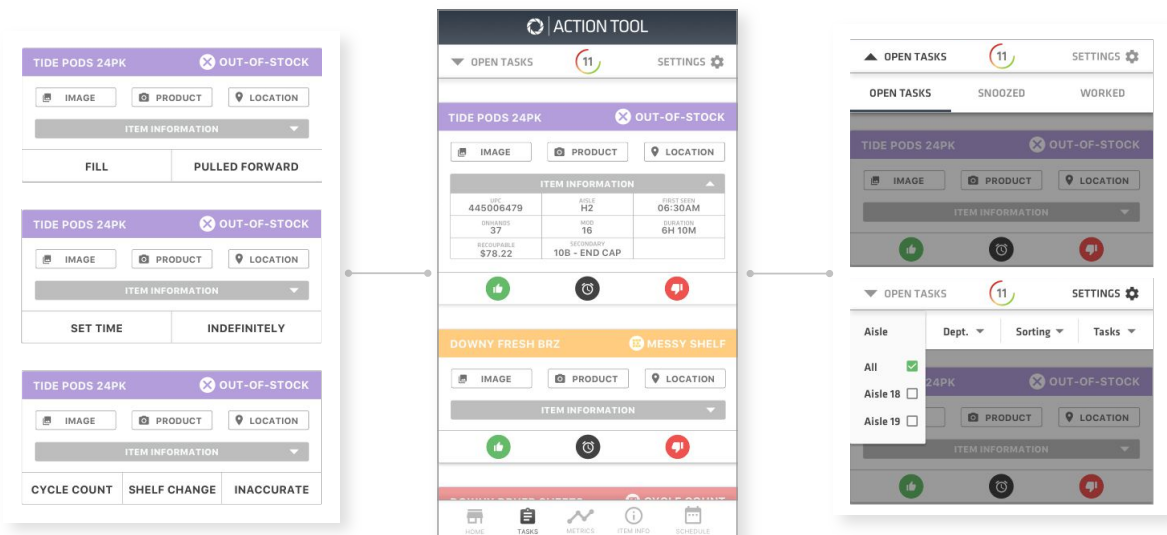 TIDE PODS 24PK OUT-OF-STOCK
IMAGE PRODUCT LOCATION
ITEM INFORMATION
FILL PULLED FORWARD
TIDE PODS 24PK OUT-OF-STOCK
IMAGE PRODUCT LOCATION
ITEM INFORMATION
SET TIME INDEFINITELY
TIDE PODS 24PK OUT-OF-STOCK
IMAGE PRODUCT LOCATION
ITEM INFORMATION
CYCLE COUNT SHELF CHANGE INACCURATE
ACTION TOOL
OPEN TASKS 11 SETTINGS
TIDE PODS 24PK OUT-OF-STOCK
IMAGE PRODUCT LOCATION
ITEM INFORMATION
UPC AISLE FIRST SEEN
445006479 H2 06:30AM
ONHANDS MOD DURATION
37 16 6H 10M
RECOUPABLE SECONDARY
$78.22 10B - END CAP
DOWNY FRESH BRZ MESSY SHELF
IMAGE PRODUCT LOCATION
ITEM INFORMATION
CYCLE COUNT
HOME TASKS METRICS ITEM INFO SCHEDULE
OPEN TASKS 11 SETTINGS
OPEN TASKS SNOOZED WORKED
TIDE PODS 24PK OUT-OF-STOCK
IMAGE PRODUCT LOCATION
ITEM INFORMATION
OPEN TASKS 11 SETTINGS
Aisle Dept. Sorting Tasks
All
24PK OUT-OF-STOCK
Aisle 18
PRODUCT LOCATION
Aisle 19
ITEM INFORMATION